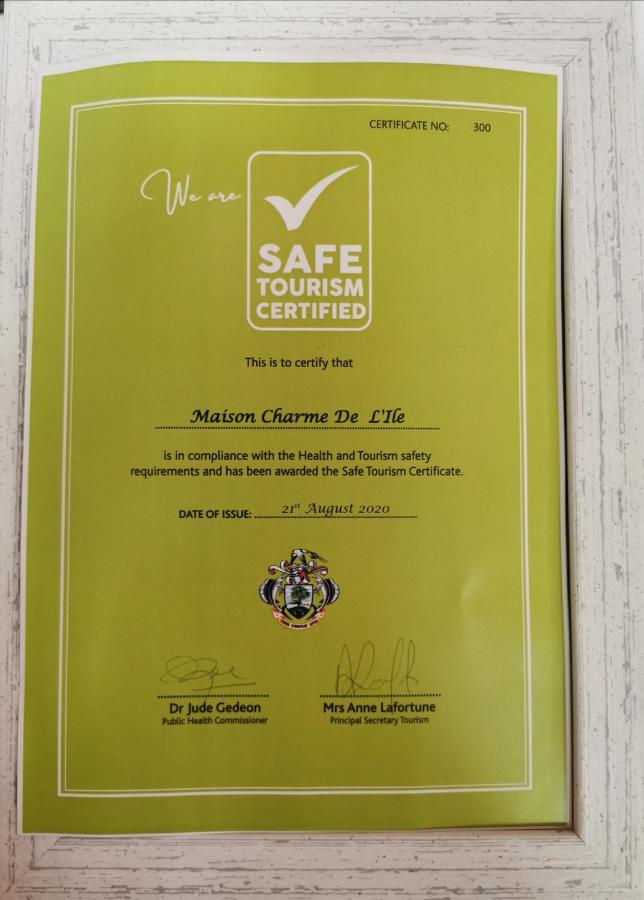 CERTIFICATE NO: 300
We are
SAFE
TOURISM
CERTIFIED
This is to certify that
Maison Charme De L'Ile
is in compliance with the Health and Tourism safety
requirements and has been awarded the Safe Tourism Certificate.
DATE OF ISSUE: 21st August 2020
Dr Jude Gedeon
Mrs Anne Lafortune
Public Health Commissioner
Principal Secretary Tourism